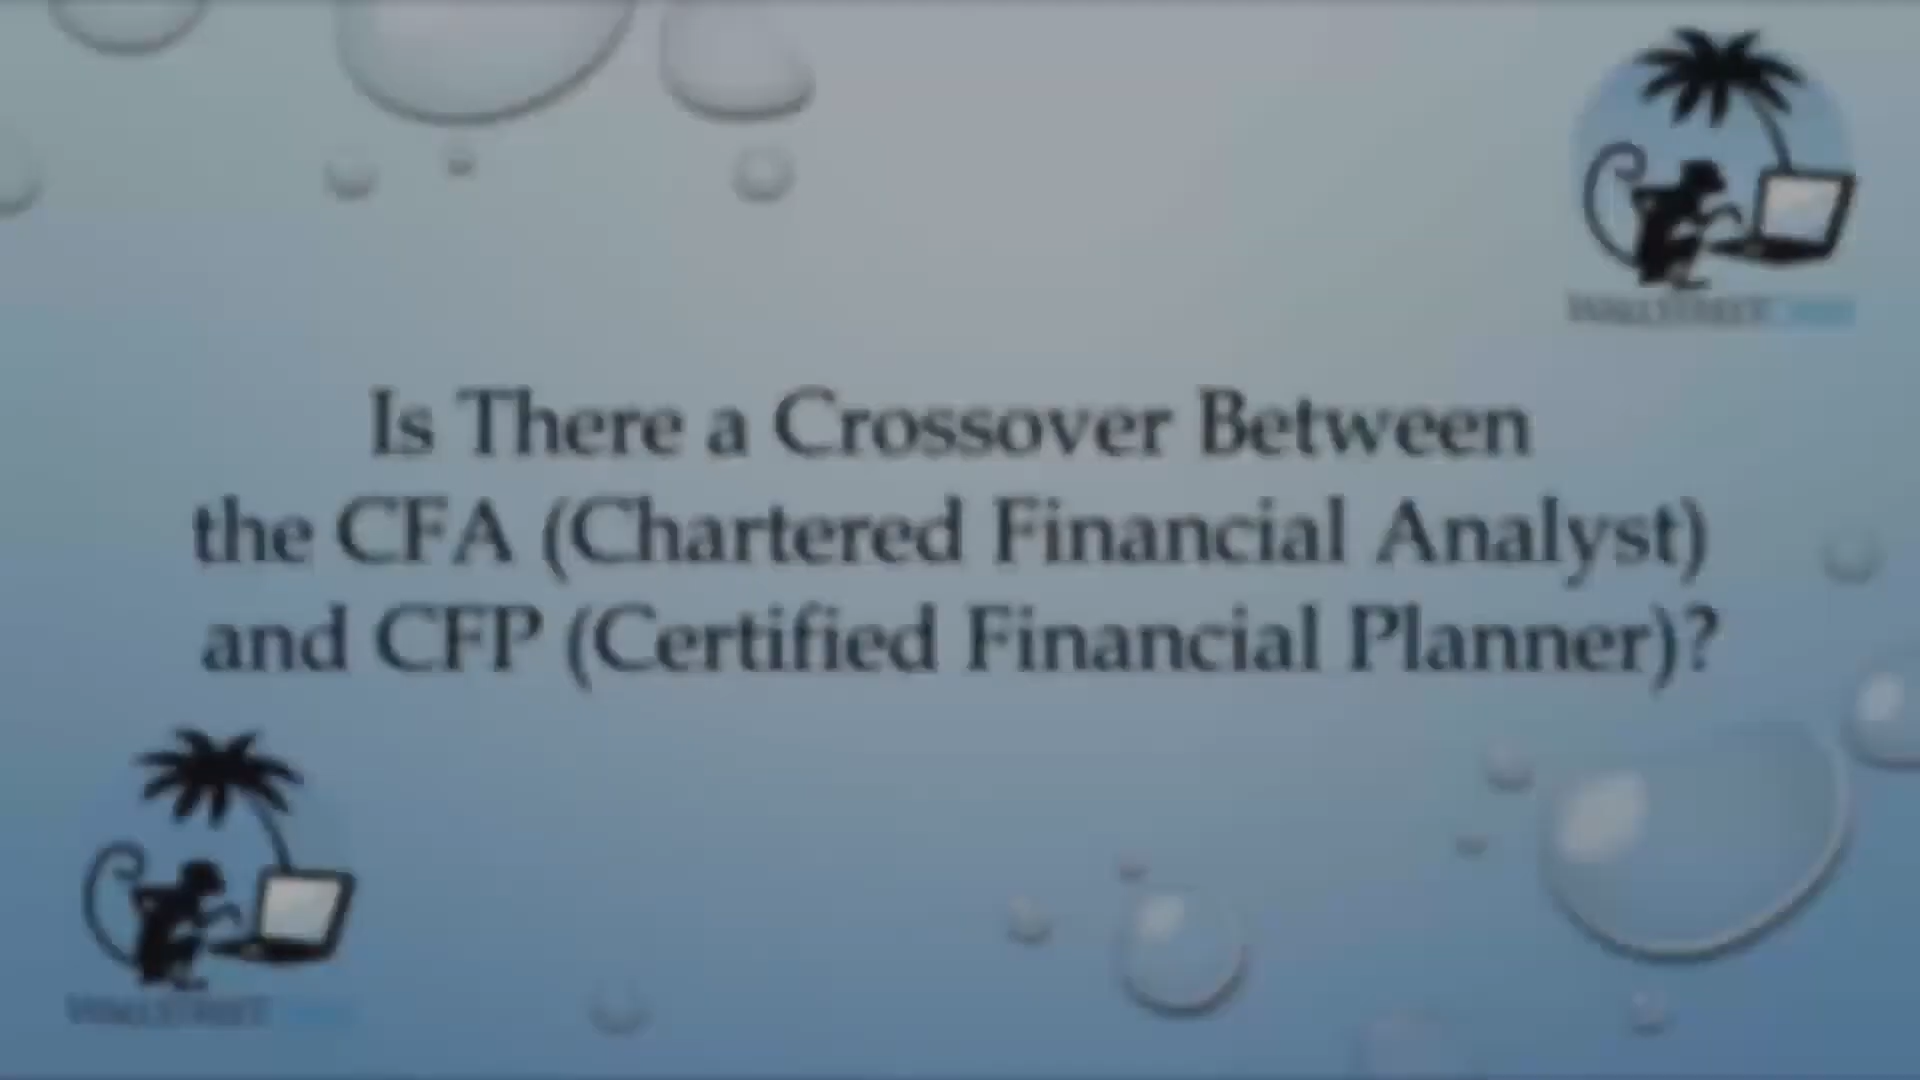 Is There a Crossover Between
the CFA (Chartered Financial Analyst)
and CFP (Certified Financial Planner)?